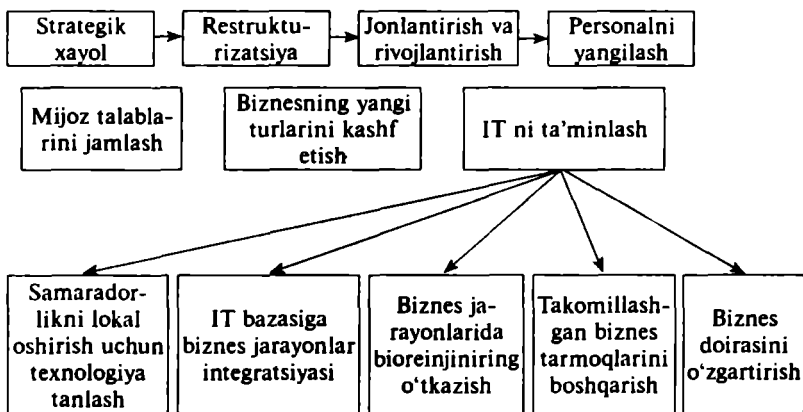 Strategik
xayol
Restruktu-
rizatsiya
Jonlantirish va
rivojlantirish
Personalni
yangilash
Mijoz talabla-
rini jamlash
Biznesning yangi
turlarini kashf
etish
IT ni ta'minlash
Samarador-
likni lokal
oshirish uchun
texnologiya
tanlash
IT bazasiga
biznes jarayonlar
integratsiyasi
Biznes ja-
rayonlarida
bioreinjiniring
o‘tkazish
Takomillash-
gan biznes
tarmoqlarini
boshqarish
Biznes
doirasini
o‘zgartirish